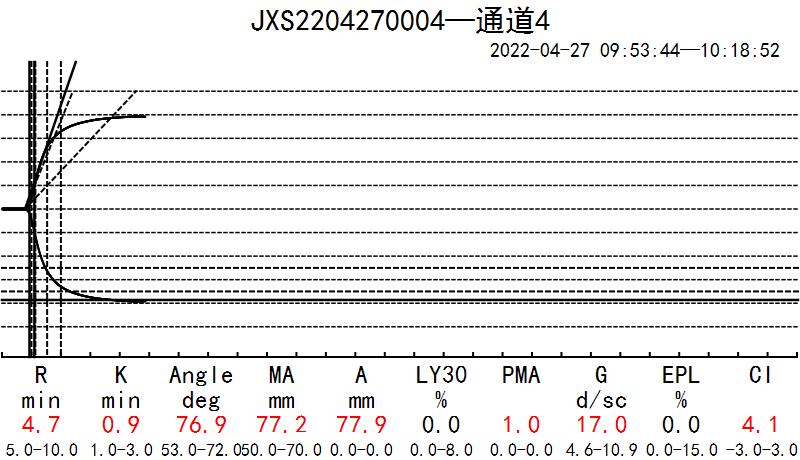 JXS2204270004—通道4
2022-04-27 09:53:44—10:18:52
R K Angle MA A LY30 PMA G EPL CI
min min deg mm mm % d/sc %
4.7 0.9 76.9 77.2 77.9 0.0 1.0 17.0 0.0 4.1
5.0-10.0 1.0-3.0 53.0-72.0 50.0-70.0 0.0-0.0 0.0-8.0 0.0-0.0 4.6-10.9 0.0-15.0 -3.0-3.0